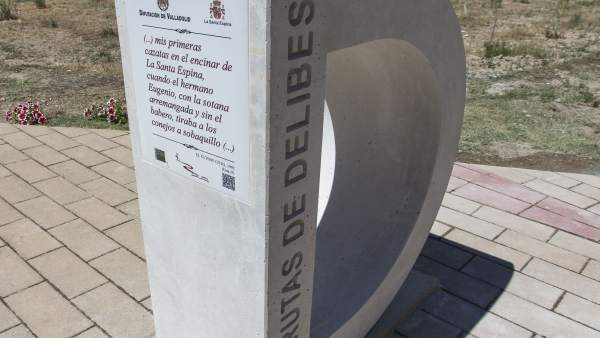 DIPUTACIÓN DE VALLADOLID
La Santa Espina
(...) mis primeras
cazatas en el encinar de
La Santa Espina,
cuando el hermano
Eugenio, con la sotana
arremangada y sin el
babero, tiraba a los
conejos a sobaquillo (...)
RUTAS DE DELIBES